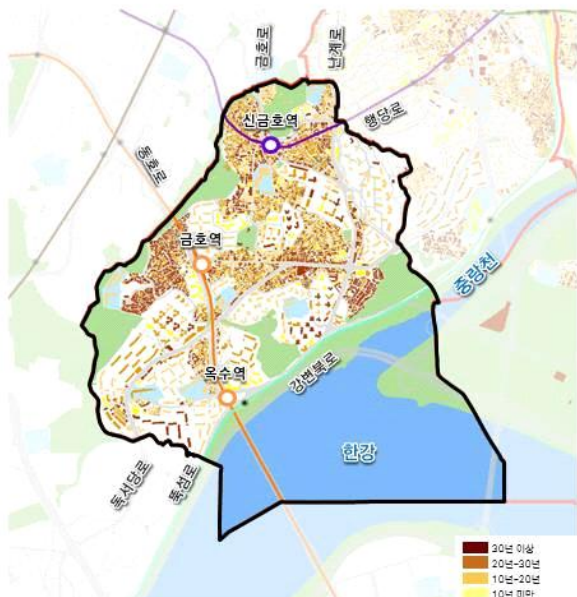 금호로
난계로
신금호역
행당로
동호로
금호역
중랑천
옥수역
강변북로
한강
독서당로
뚝섬로
30년 이상
20년-30년
10년-20년
10년 미만